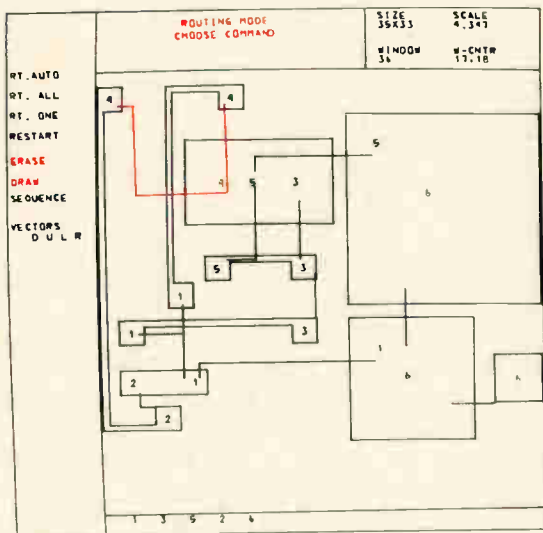 ROUTING MODE
CHOOSE COMMAND
SIZE SCALE
35X33 4.347
WINDOW W-CNTR
36 17.18
RT.AUTO
RT. ALL
RT. ONE
RESTART
ERASE
DRAW
SEQUENCE
VECTORS
D U L R
4
4
5
4 5 3
6
5 3
1
1 3
1
2 1
6
6
2
1 3 5 2 6